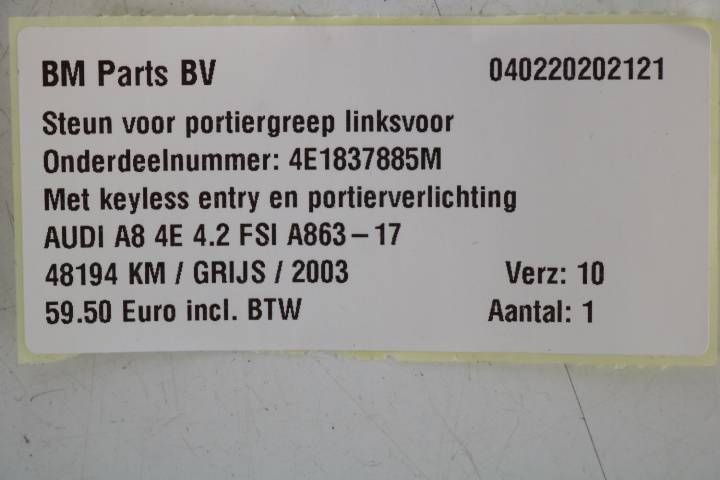 BM Parts BV 040220202121
Steun voor portiergreep linksvoor
Onderdeelnummer: 4E1837885M
Met keyless entry en portierverlichting
AUDI A8 4E 4.2 FSI A863-17
48194 KM / GRIJS / 2003 Verz: 10
59.50 Euro incl. BTW Aantal: 1